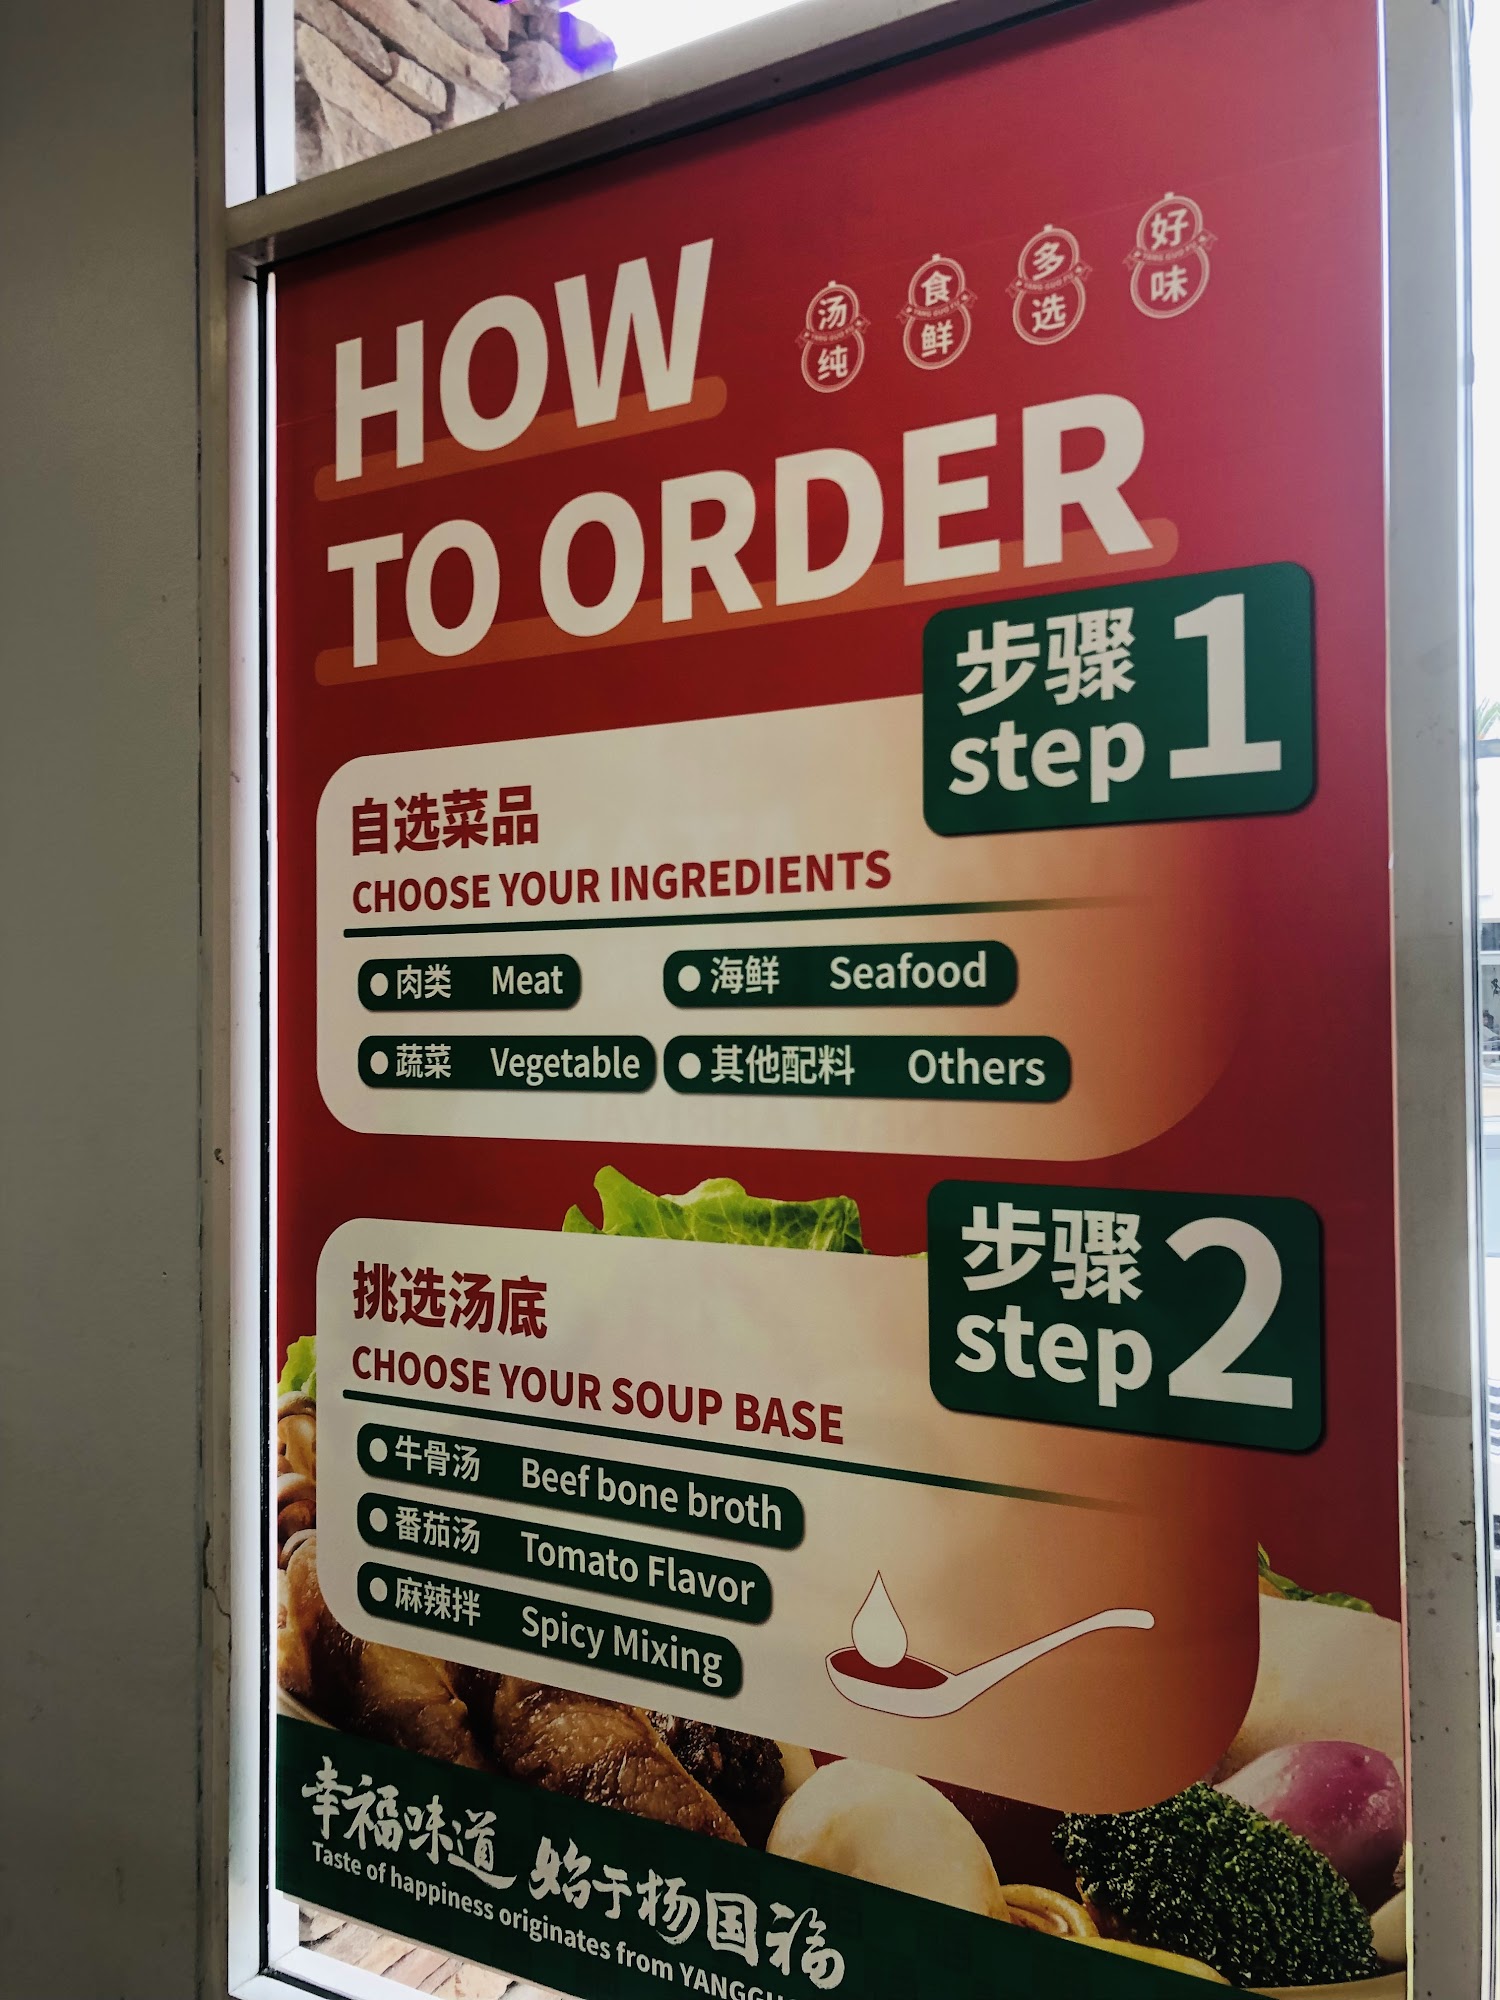 HOW
汤纯
食鲜
多选
好味
TO ORDER
步骤
step 1
自选菜品
CHOOSE YOUR INGREDIENTS
肉类 Meat
海鲜 Seafood
蔬菜 Vegetable
其他配料 Others
步骤
step 2
挑选汤底
CHOOSE YOUR SOUP BASE
牛骨汤 Beef bone broth
番茄汤 Tomato Flavor
麻辣拌 Spicy Mixing
幸福味道 始于杨国福
Taste of happiness originates from